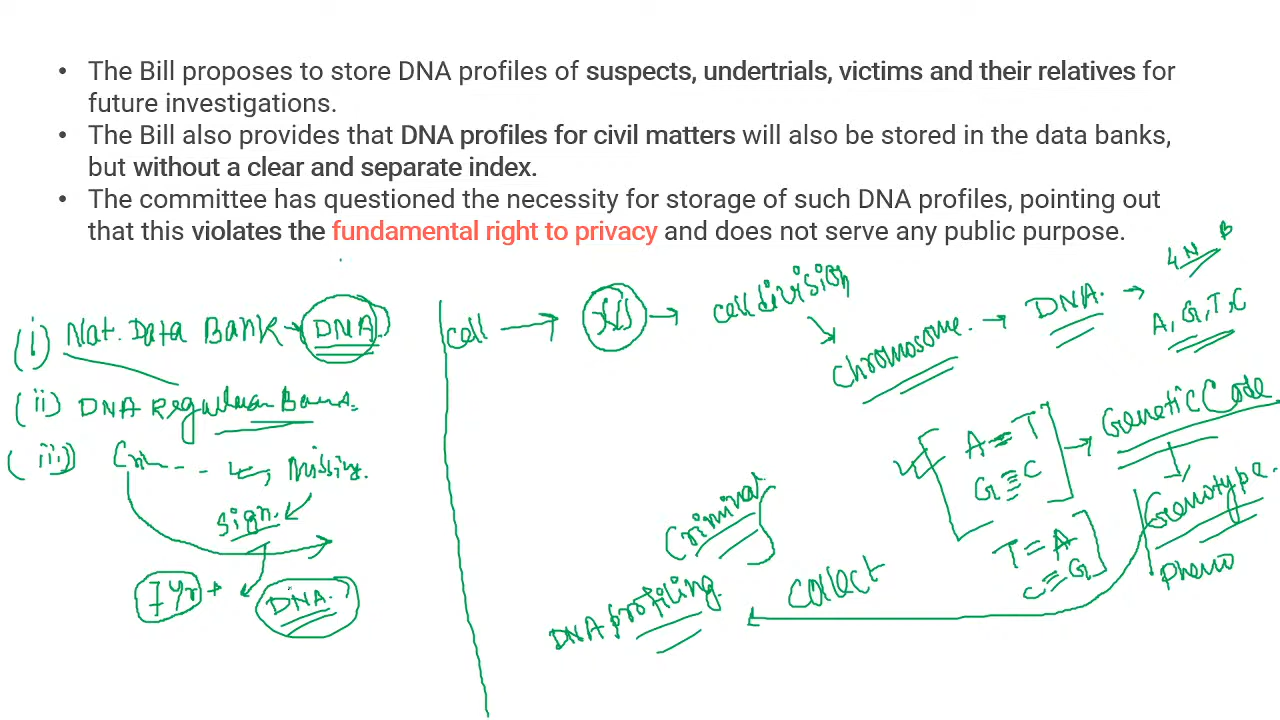 • The Bill proposes to store DNA profiles of suspects, undertrials, victims and their relatives for
future investigations.
• The Bill also provides that DNA profiles for civil matters will also be stored in the data banks,
but without a clear and separate index.
• The committee has questioned the necessity for storage of such DNA profiles, pointing out
that this violates the fundamental right to privacy and does not serve any public purpose.
(i) Nat. Data Bank → DNA
(ii) DNA
(iii) Missing.
Sign.
7 Yr +
DNA.
cell → → cell division
Chromosome. → DNA. →
4 N B
A, G, T, C
A = T
G ≡ C
→ Genetic Code
Genotype.
Pheno
T = A
C ≡ G
Criminal
Collect
DNA profiling.